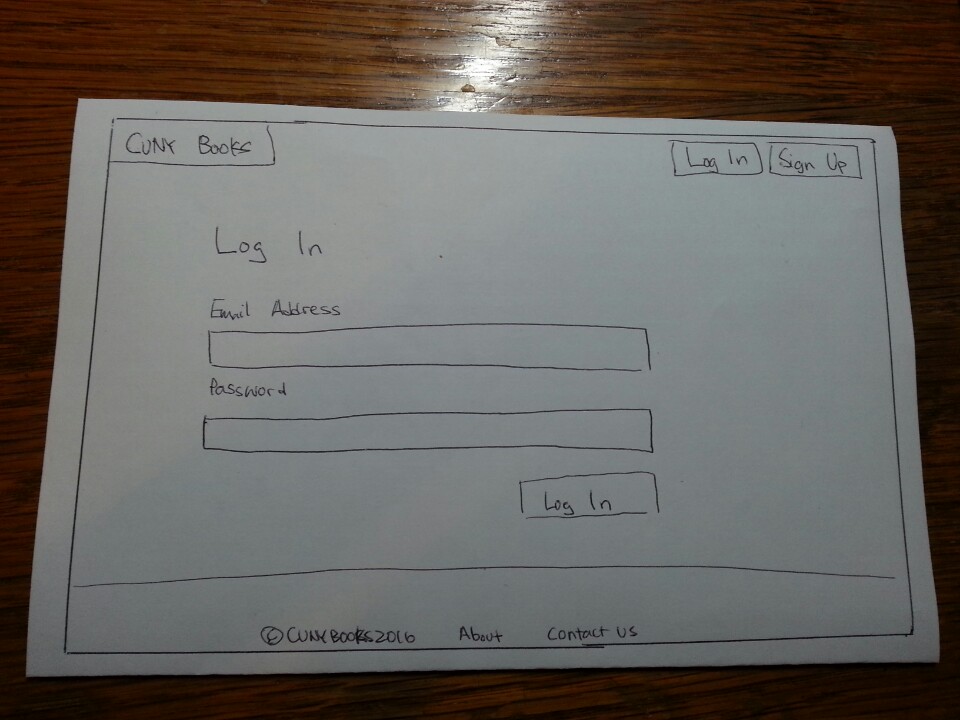 CUNY Books
Log In Sign Up
Log In
Email Address
Password
Log In
© CUNYBOOKS2016 About Contact Us